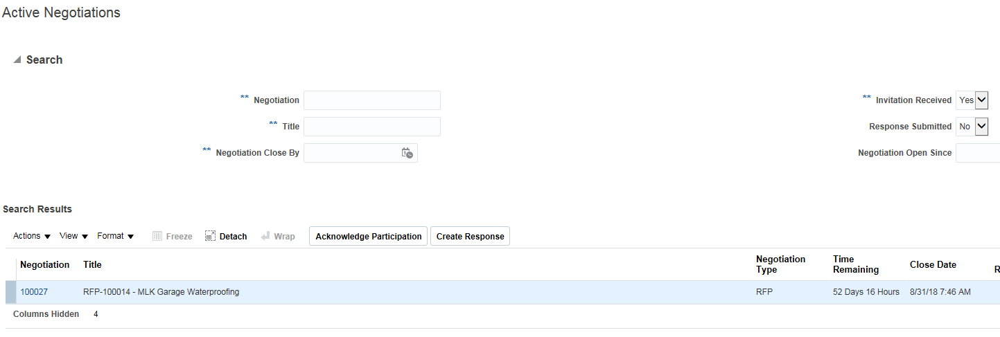 Active Negotiations
Search
** Negotiation
** Invitation Received Yes
** Title
Response Submitted No
** Negotiation Close By
Negotiation Open Since
Search Results
Actions View Format Freeze Detach Wrap Acknowledge Participation Create Response
Negotiation Title Negotiation Type Time Remaining Close Date R
100027 RFP-100014 - MLK Garage Waterproofing RFP 52 Days 16 Hours 8/31/18 7:46 AM
Columns Hidden 4